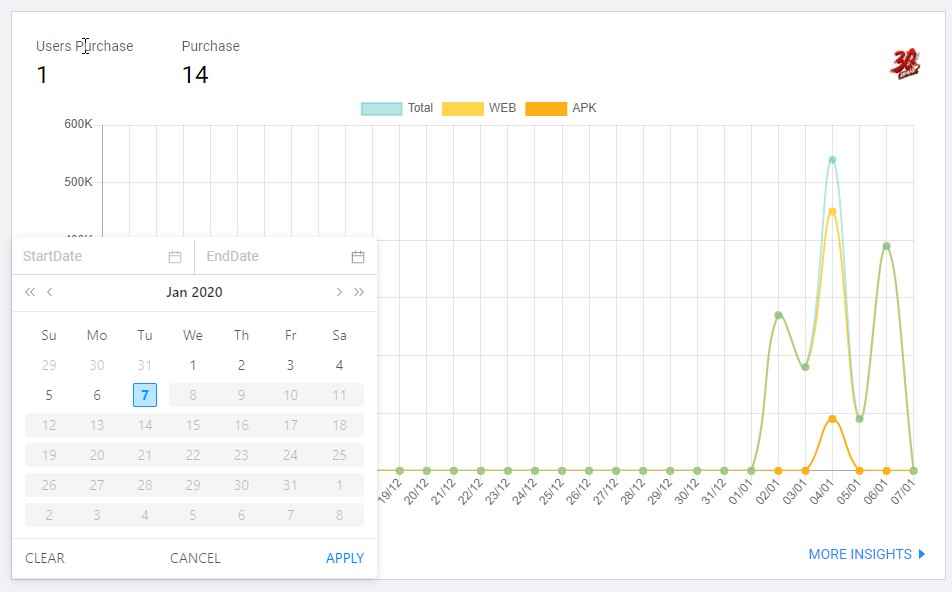 Users Purchase Purchase
1 14
Total WEB APK
600K
500K
StartDate EndDate
Jan 2020
Su Mo Tu We Th Fr Sa
29 30 31 1 2 3 4
5 6 7 8 9 10 11
12 13 14 15 16 17 18
19 20 21 22 23 24 25
26 27 28 29 30 31 1
2 3 4 5 6 7 8
19/12 20/12 21/12 22/12 23/12 24/12 25/12 26/12 27/12 28/12 29/12 30/12 31/12 01/01 02/01 03/01 04/01 05/01 06/01 07/01
CLEAR CANCEL APPLY
MORE INSIGHTS